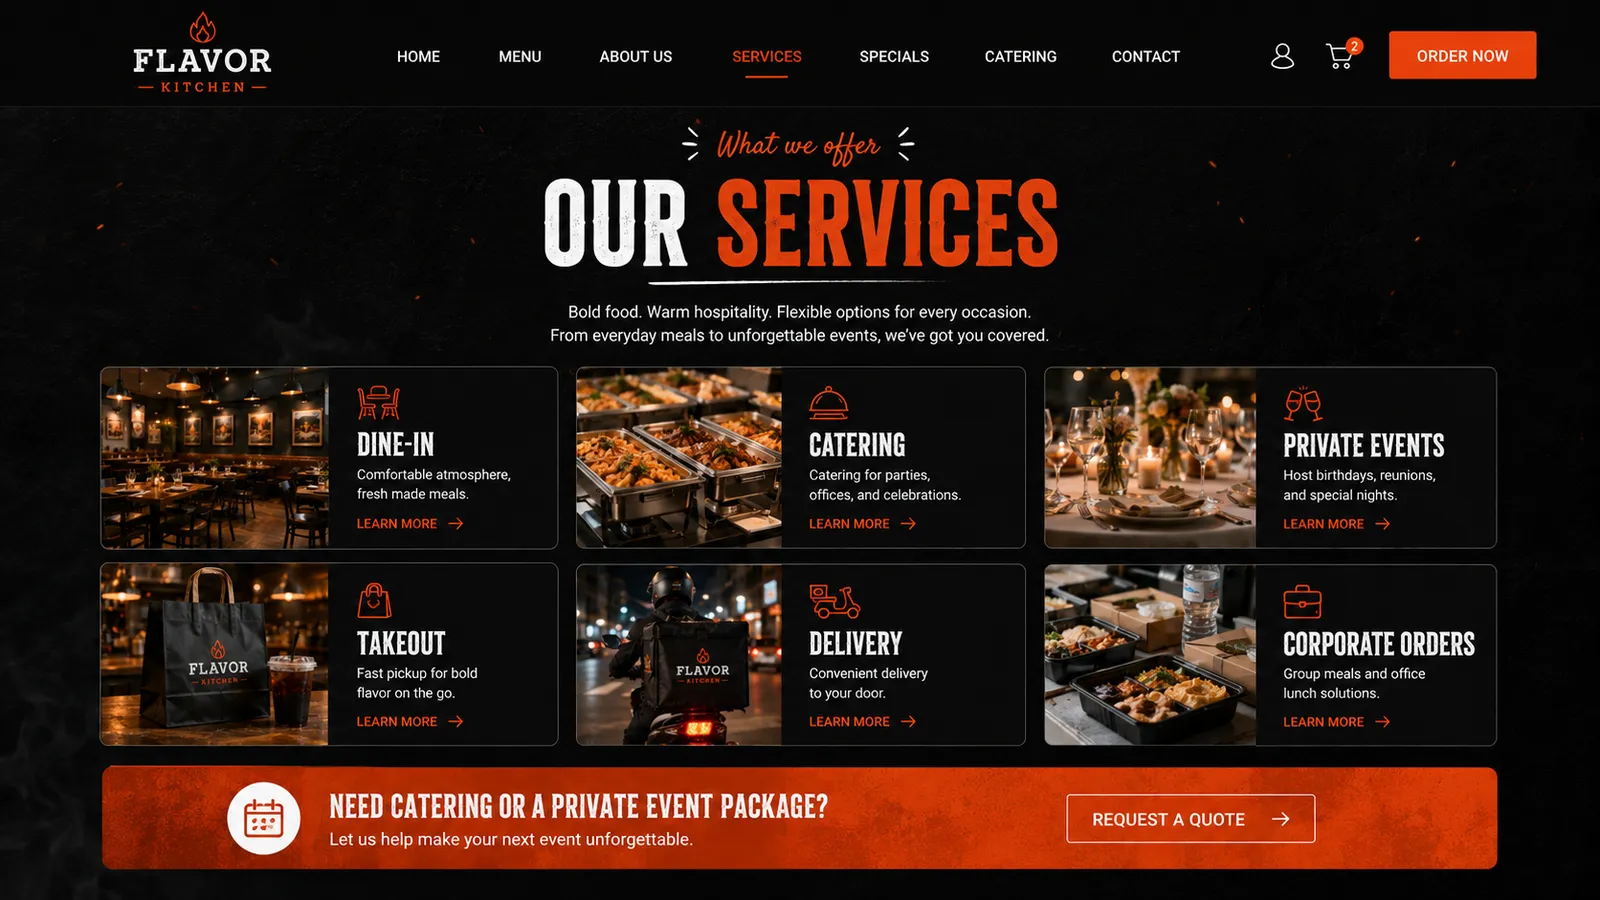 FLAVOR
KITCHEN
HOME
MENU
ABOUT US
SERVICES
SPECIALS
CATERING
CONTACT
2
ORDER NOW
What we offer
OUR SERVICES
Bold food. Warm hospitality. Flexible options for every occasion.
From everyday meals to unforgettable events, we've got you covered.
DINE-IN
Comfortable atmosphere,
fresh made meals.
LEARN MORE
CATERING
Catering for parties,
offices, and celebrations.
LEARN MORE
PRIVATE EVENTS
Host birthdays, reunions,
and special nights.
LEARN MORE
FLAVOR
KITCHEN
TAKEOUT
Fast pickup for bold
flavor on the go.
LEARN MORE
FLAVOR
KITCHEN
DELIVERY
Convenient delivery
to your door.
LEARN MORE
CORPORATE ORDERS
Group meals and office
lunch solutions.
LEARN MORE
NEED CATERING OR A PRIVATE EVENT PACKAGE?
Let us help make your next event unforgettable.
REQUEST A QUOTE